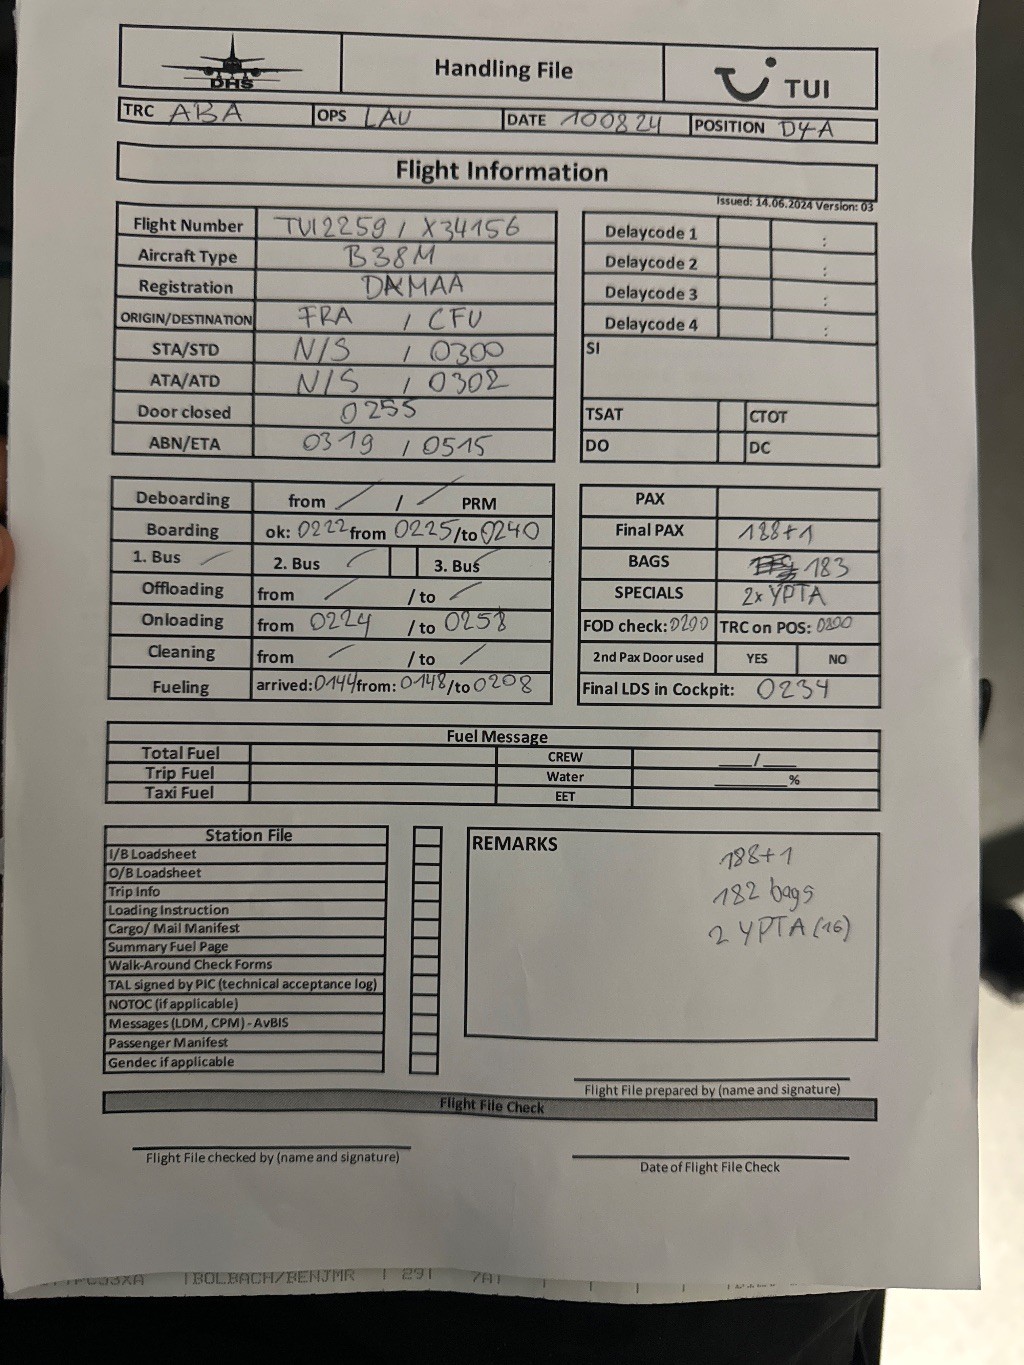 DHS
Handling File
TUI
TRC ABA OPS LAU DATE 100824 POSITION D4A
Flight Information
Issued: 14.06.2024 Version: 03
Flight Number TUI2259 / X34156
Aircraft Type B38M
Registration DAMAA
ORIGIN/DESTINATION FRA / CFU
STA/STD N/S / 0300
ATA/ATD N/S / 0302
Door closed 0255
ABN/ETA 0319 / 0515
Delaycode 1 :
Delaycode 2 :
Delaycode 3 :
Delaycode 4 :
SI
TSAT CTOT
DO DC
Deboarding from / / / PRM
Boarding ok: 0222 from 0225 /to 0240
1. Bus / 2. Bus / 3. Bus /
Offloading from / /to /
Onloading from 0224 /to 0258
Cleaning from / /to /
Fueling arrived: 0144 from: 0148 /to 0208
PAX
Final PAX 188+1
BAGS 183
SPECIALS 2x YPTA
FOD check: 0200 TRC on POS: 0200
2nd Pax Door used YES NO
Final LDS in Cockpit: 0234
Fuel Message
Total Fuel CREW ___/___
Trip Fuel Water ______%
Taxi Fuel EET
Station File
I/B Loadsheet
O/B Loadsheet
Trip Info
Loading Instruction
Cargo/ Mail Manifest
Summary Fuel Page
Walk-Around Check Forms
TAL signed by PIC (technical acceptance log)
NOTOC (if applicable)
Messages (LDM, CPM) - AvBIS
Passenger Manifest
Gendec if applicable
REMARKS
188+1
182 bags
2 YPTA (16)
Flight File prepared by (name and signature)
Flight File Check
Flight File checked by (name and signature)
Date of Flight File Check
BOLBACH/BENJMR | 29| 7A|